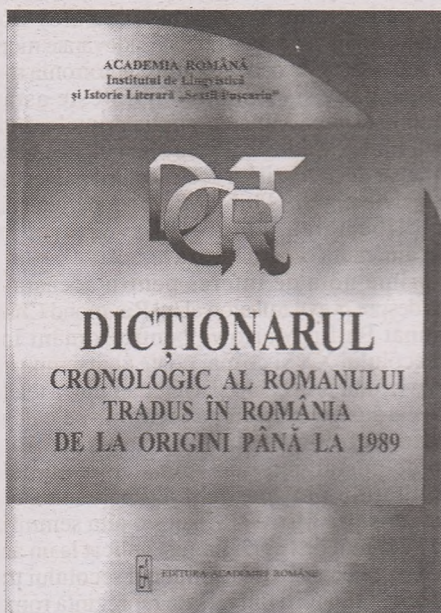 ACADEMIA ROMÂNĂ
Institutul de Lingvistică
și Istorie Literară „Sextil Pușcariu”
DCRT
DICȚIONARUL
CRONOLOGIC AL ROMANULUI
TRADUS ÎN ROMÂNIA
DE LA ORIGINI PÂNĂ LA 1989
EDITURA ACADEMIEI ROMÂNE